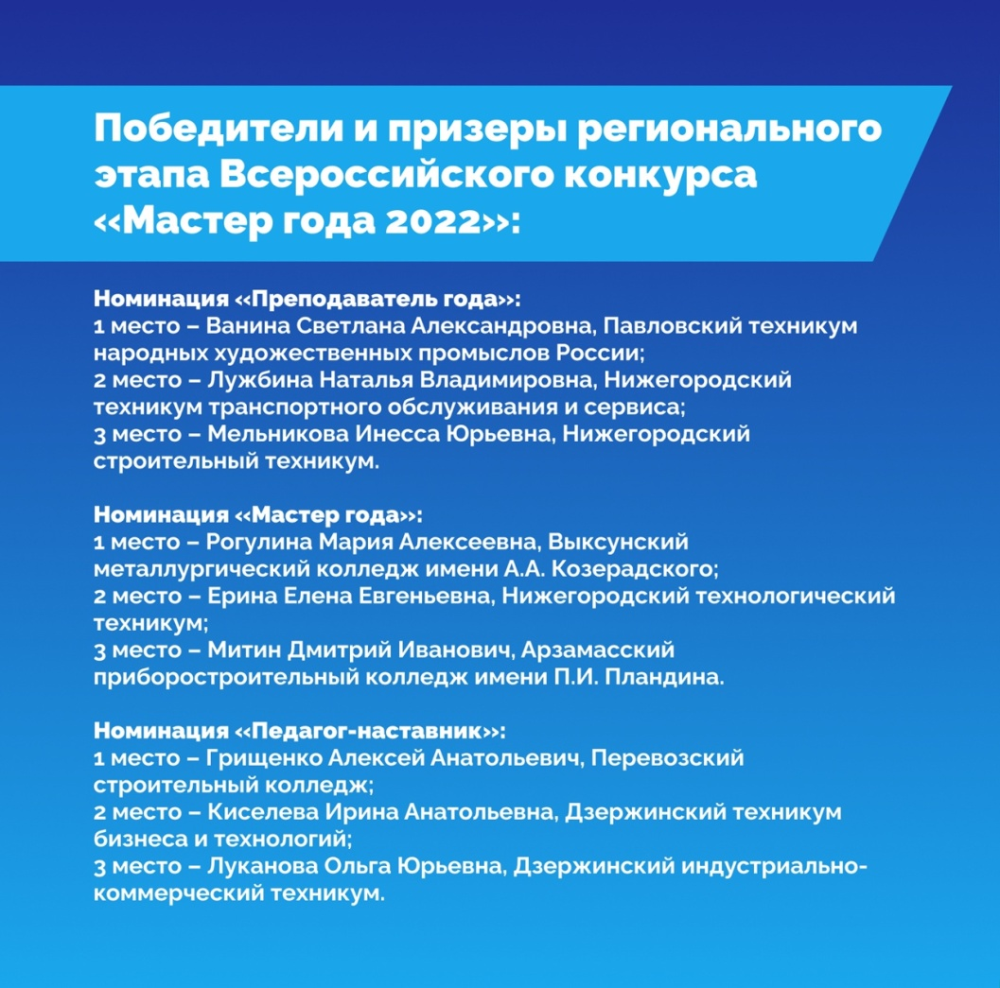 Победители и призеры регионального
этапа Всероссийского конкурса
«Мастер года 2022»:
Номинация «Преподаватель года»:
1 место – Ванина Светлана Александровна, Павловский техникум
народных художественных промыслов России;
2 место – Лужбина Наталья Владимировна, Нижегородский
техникум транспортного обслуживания и сервиса;
3 место – Мельникова Инесса Юрьевна, Нижегородский
строительный техникум.
Номинация «Мастер года»:
1 место – Рогулина Мария Алексеевна, Выксунский
металлургический колледж имени А.А. Козерадского;
2 место – Ерина Елена Евгеньевна, Нижегородский технологический
техникум;
3 место – Митин Дмитрий Иванович, Арзамасский
приборостроительный колледж имени П.И. Пландина.
Номинация «Педагог-наставник»:
1 место – Грищенко Алексей Анатольевич, Перевозский
строительный колледж;
2 место – Киселева Ирина Анатольевна, Дзержинский техникум
бизнеса и технологий;
3 место – Луканова Ольга Юрьевна, Дзержинский индустриально-
коммерческий техникум.